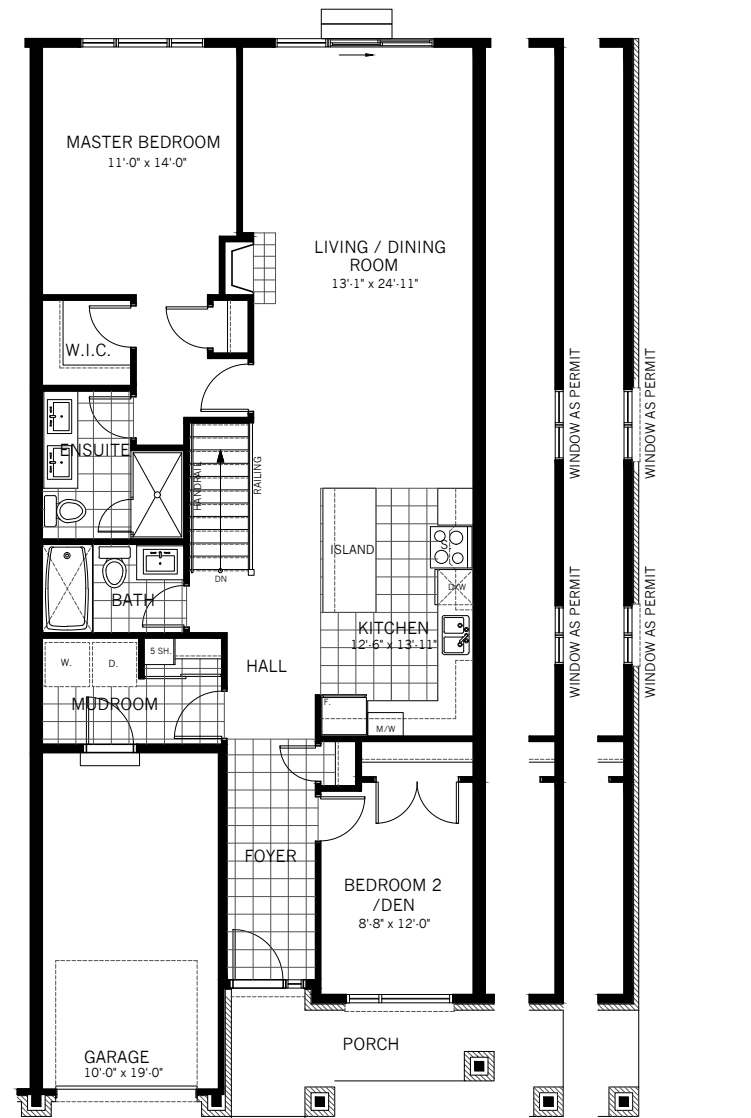 MASTER BEDROOM
11'-0" x 14'-0"
LIVING / DINING
ROOM
13'-1" x 24'-11"
W.I.C.
ENSUITE
HANDRAIL
RAILING
DN
WINDOW AS PERMIT
WINDOW AS PERMIT
ISLAND
S.
D/W
BATH
KITCHEN
12'-6" x 13'-11"
5 SH.
W.
D.
HALL
MUDROOM
F.
M/W
WINDOW AS PERMIT
WINDOW AS PERMIT
FOYER
BEDROOM 2
/DEN
8'-8" x 12'-0"
PORCH
GARAGE
10'-0" x 19'-0"